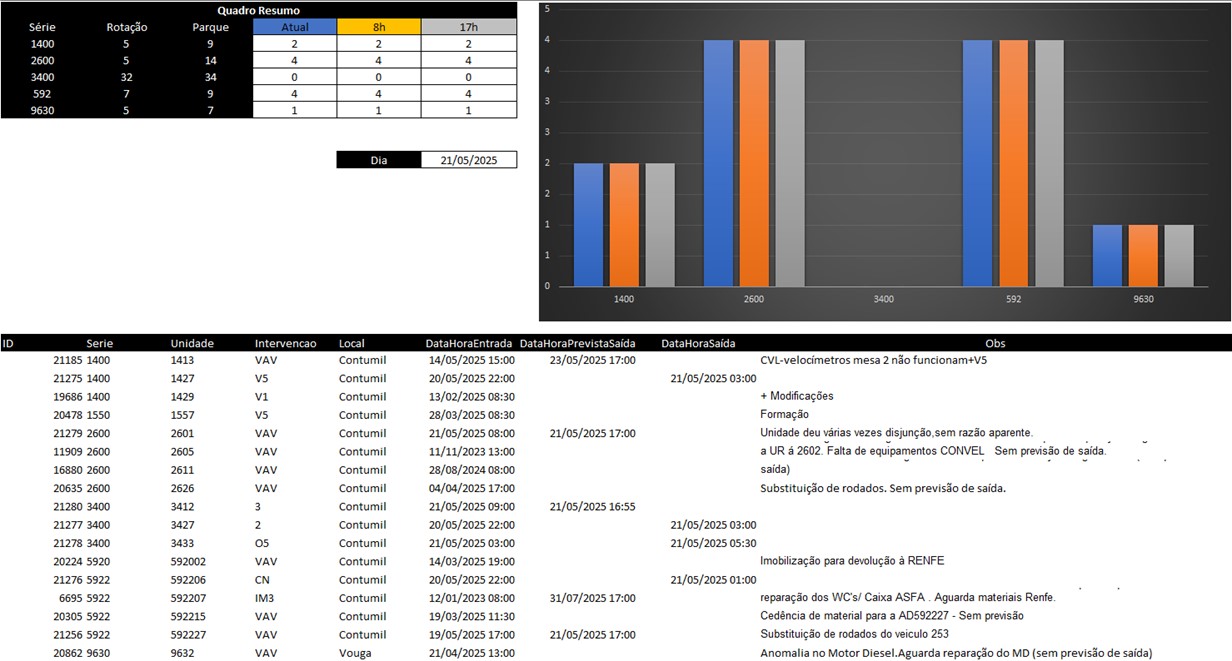 Quadro Resumo
Série Rotação Parque Atual 8h 17h
1400 5 9 2 2 2
2600 5 14 4 4 4
3400 32 34 0 0 0
592 7 9 4 4 4
9630 5 7 1 1 1
Dia 21/05/2025
5
4
4
3
3
2
2
1
1
0
1400 2600 3400 592 9630
ID Serie Unidade Intervencao Local DataHoraEntrada DataHoraPrevistaSaída DataHoraSaída Obs
21185 1400 1413 VAV Contumil 14/05/2025 15:00 23/05/2025 17:00 CVL-velocímetros mesa 2 não funcionam+V5
21275 1400 1427 V5 Contumil 20/05/2025 22:00 21/05/2025 03:00
19686 1400 1429 V1 Contumil 13/02/2025 08:30 + Modificações
20478 1550 1557 V5 Contumil 28/03/2025 08:30 Formação
21279 2600 2601 VAV Contumil 21/05/2025 08:00 21/05/2025 17:00 Unidade deu várias vezes disjunção,sem razão aparente.
11909 2600 2605 VAV Contumil 11/11/2023 13:00 a UR á 2602. Falta de equipamentos CONVEL Sem previsão de saída.
16880 2600 2611 VAV Contumil 28/08/2024 08:00 saída)
20635 2600 2626 VAV Contumil 04/04/2025 17:00 Substituição de rodados. Sem previsão de saída.
21280 3400 3412 3 Contumil 21/05/2025 09:00 21/05/2025 16:55
21277 3400 3427 2 Contumil 20/05/2025 22:00 21/05/2025 03:00
21278 3400 3433 O5 Contumil 21/05/2025 03:00 21/05/2025 05:30
20224 5920 592002 VAV Contumil 14/03/2025 19:00 Imobilização para devolução à RENFE
21276 5922 592206 CN Contumil 20/05/2025 22:00 21/05/2025 01:00
6695 5922 592207 IM3 Contumil 12/01/2023 08:00 31/07/2025 17:00 reparação dos WC's/ Caixa ASFA . Aguarda materiais Renfe.
20305 5922 592215 VAV Contumil 19/03/2025 11:30 Cedência de material para a AD592227 - Sem previsão
21256 5922 592227 VAV Contumil 19/05/2025 17:00 21/05/2025 17:00 Substituição de rodados do veiculo 253
20862 9630 9632 VAV Vouga 21/04/2025 13:00 Anomalia no Motor Diesel.Aguarda reparação do MD (sem previsão de saída)